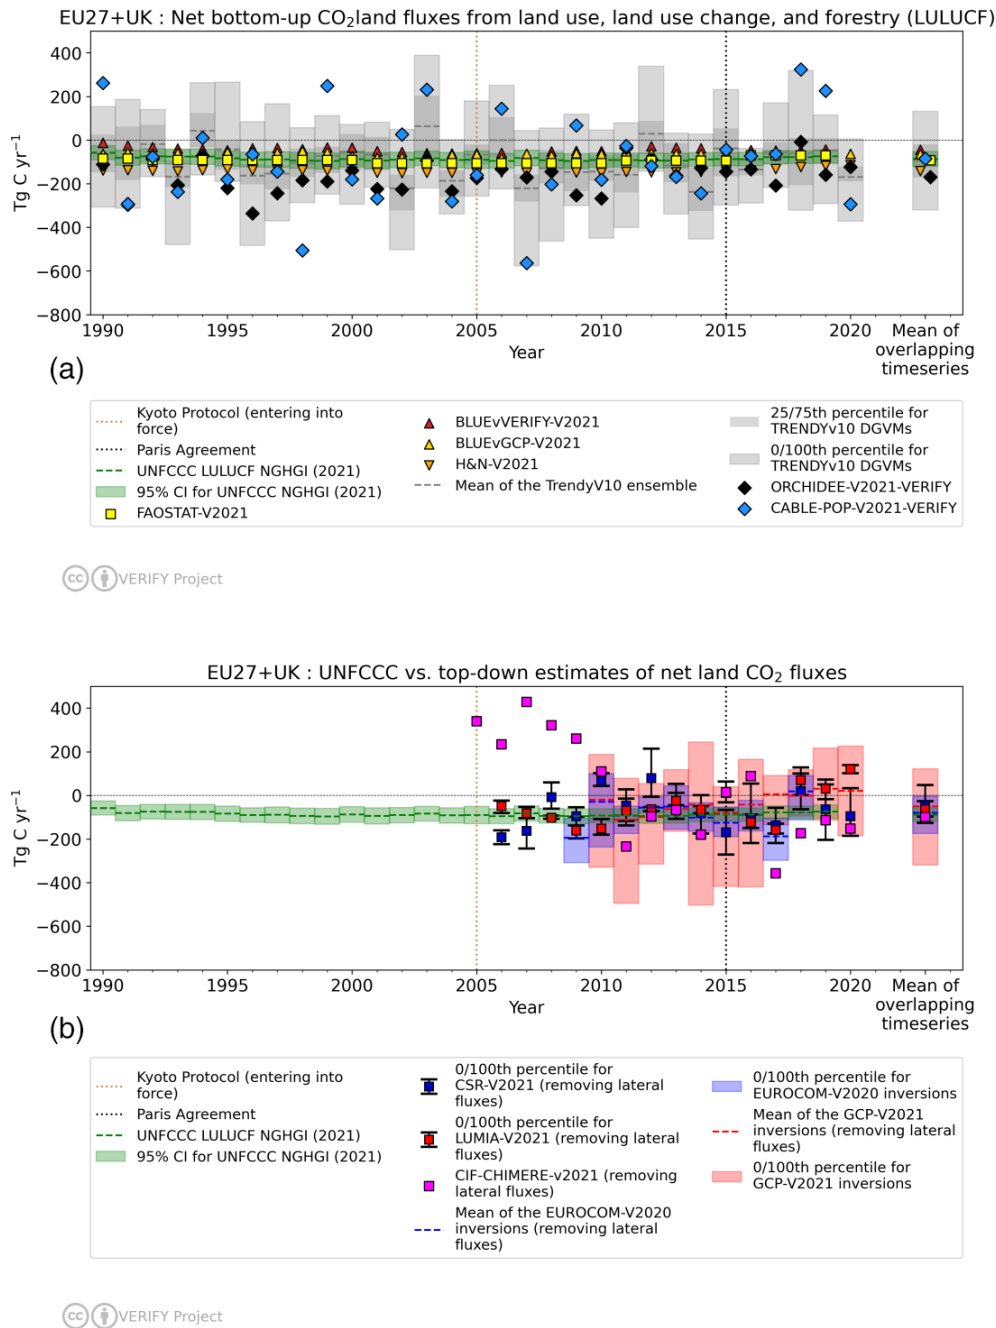 EU27+UK : Net bottom-up CO₂land fluxes from land use, land use change, and forestry (LULUCF)
400
200
0
−200
−400
−600
−800
Tg C yr⁻¹
1990
1995
2000
2005
2010
2015
2020
Mean of
overlapping
timeseries
Year
(a)
Kyoto Protocol (entering into
force)
Paris Agreement
UNFCCC LULUCF NGHGI (2021)
95% CI for UNFCCC NGHGI (2021)
FAOSTAT-V2021
BLUEvVERIFY-V2021
BLUEvGCP-V2021
H&N-V2021
Mean of the TrendyV10 ensemble
25/75th percentile for
TRENDYv10 DGVMs
0/100th percentile for
TRENDYv10 DGVMs
ORCHIDEE-V2021-VERIFY
CABLE-POP-V2021-VERIFY
cc VERIFY Project
EU27+UK : UNFCCC vs. top-down estimates of net land CO₂ fluxes
400
200
0
−200
−400
−600
−800
Tg C yr⁻¹
1990
1995
2000
2005
2010
2015
2020
Mean of
overlapping
timeseries
Year
(b)
Kyoto Protocol (entering into
force)
Paris Agreement
UNFCCC LULUCF NGHGI (2021)
95% CI for UNFCCC NGHGI (2021)
0/100th percentile for
CSR-V2021 (removing lateral
fluxes)
0/100th percentile for
LUMIA-V2021 (removing lateral
fluxes)
CIF-CHIMERE-v2021 (removing
lateral fluxes)
Mean of the EUROCOM-V2020
inversions (removing lateral
fluxes)
0/100th percentile for
EUROCOM-V2020 inversions
Mean of the GCP-V2021
inversions (removing lateral
fluxes)
0/100th percentile for
GCP-V2021 inversions
cc VERIFY Project